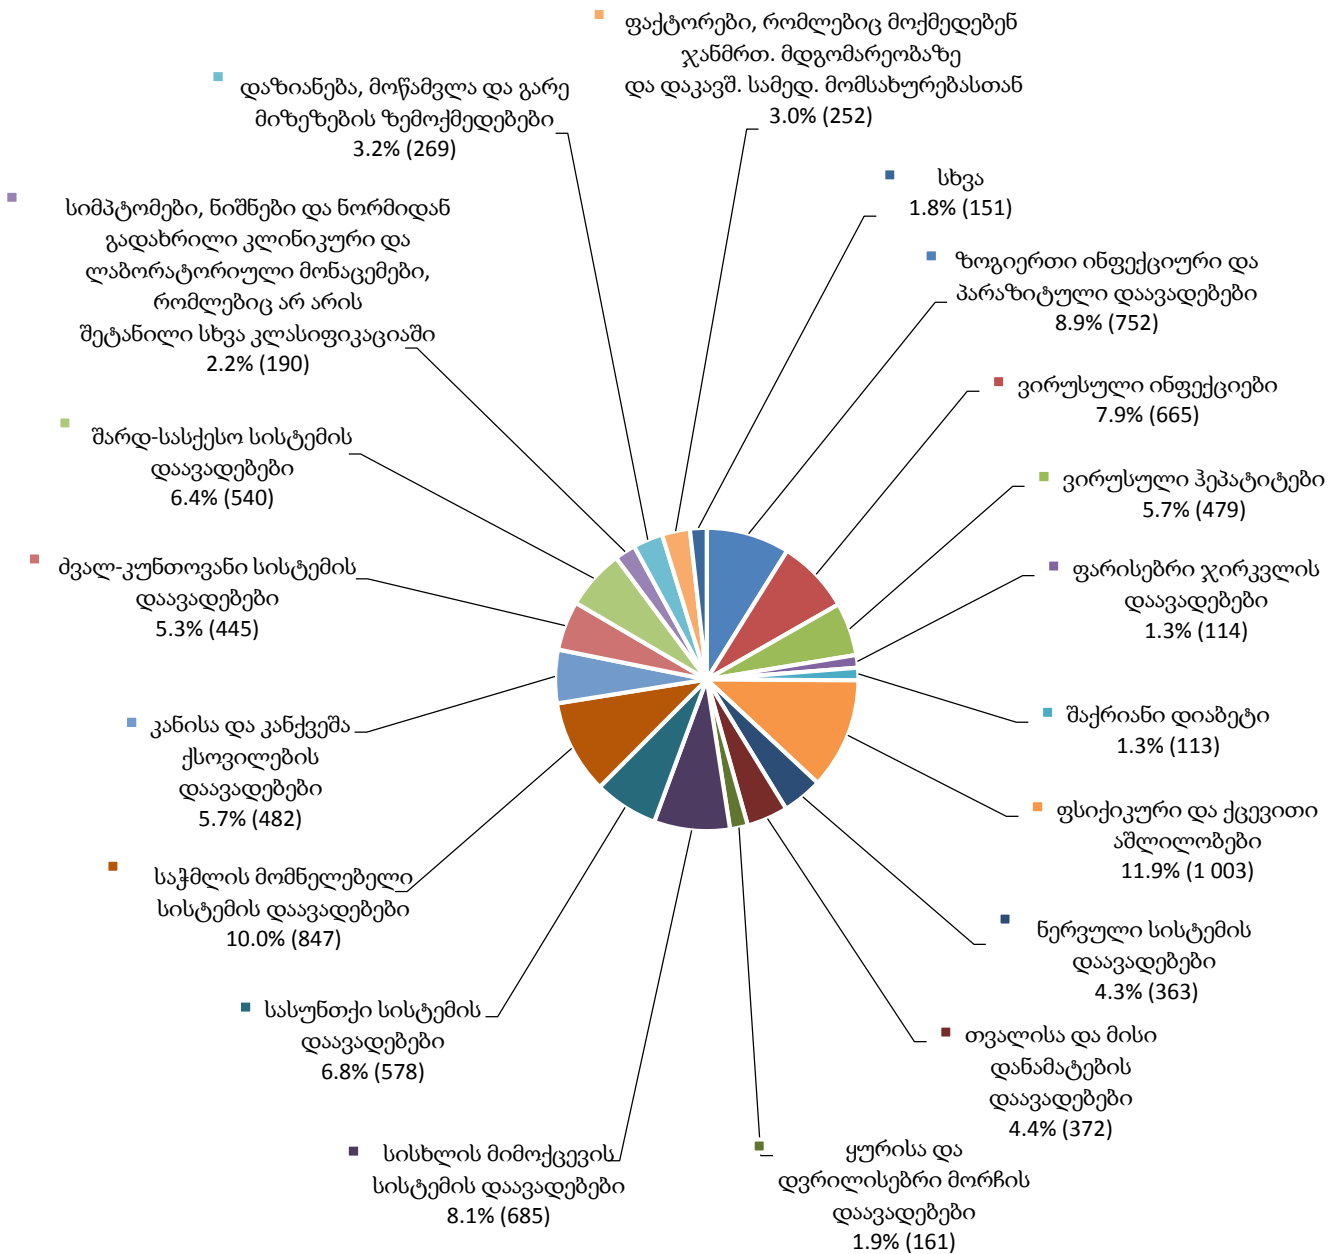 ფაქტორები, რომლებიც მოქმედებენ
ჯანმრთ. მდგომარეობაზე
და დაკავშ. სამედ. მომსახურებასთან
3.0% (252)
დაზიანება, მოწამვლა და გარე
მიზეზების ზემოქმედებები
3.2% (269)
სხვა
1.8% (151)
სიმპტომები, ნიშნები და ნორმიდან
გადახრილი კლინიკური და
ლაბორატორიული მონაცემები,
რომლებიც არ არის
შეტანილი სხვა კლასიფიკაციაში
2.2% (190)
ზოგიერთი ინფექციური და
პარაზიტული დაავადებები
8.9% (752)
ვირუსული ინფექციები
7.9% (665)
შარდ-სასქესო სისტემის
დაავადებები
6.4% (540)
ვირუსული ჰეპატიტები
5.7% (479)
ძვალ-კუნთოვანი სისტემის
დაავადებები
5.3% (445)
ფარისებრი ჯირკვლის
დაავადებები
1.3% (114)
კანისა და კანქვეშა
ქსოვილების
დაავადებები
5.7% (482)
შაქრიანი დიაბეტი
1.3% (113)
ფსიქიკური და ქცევითი
აშლილობები
11.9% (1 003)
საჭმლის მომნელებელი
სისტემის დაავადებები
10.0% (847)
ნერვული სისტემის
დაავადებები
4.3% (363)
სასუნთქი სისტემის
დაავადებები
6.8% (578)
თვალისა და მისი
დანამატების
დაავადებები
4.4% (372)
სისხლის მიმოქცევის
სისტემის დაავადებები
8.1% (685)
ყურისა და
დვრილისებრი მორჩის
დაავადებები
1.9% (161)